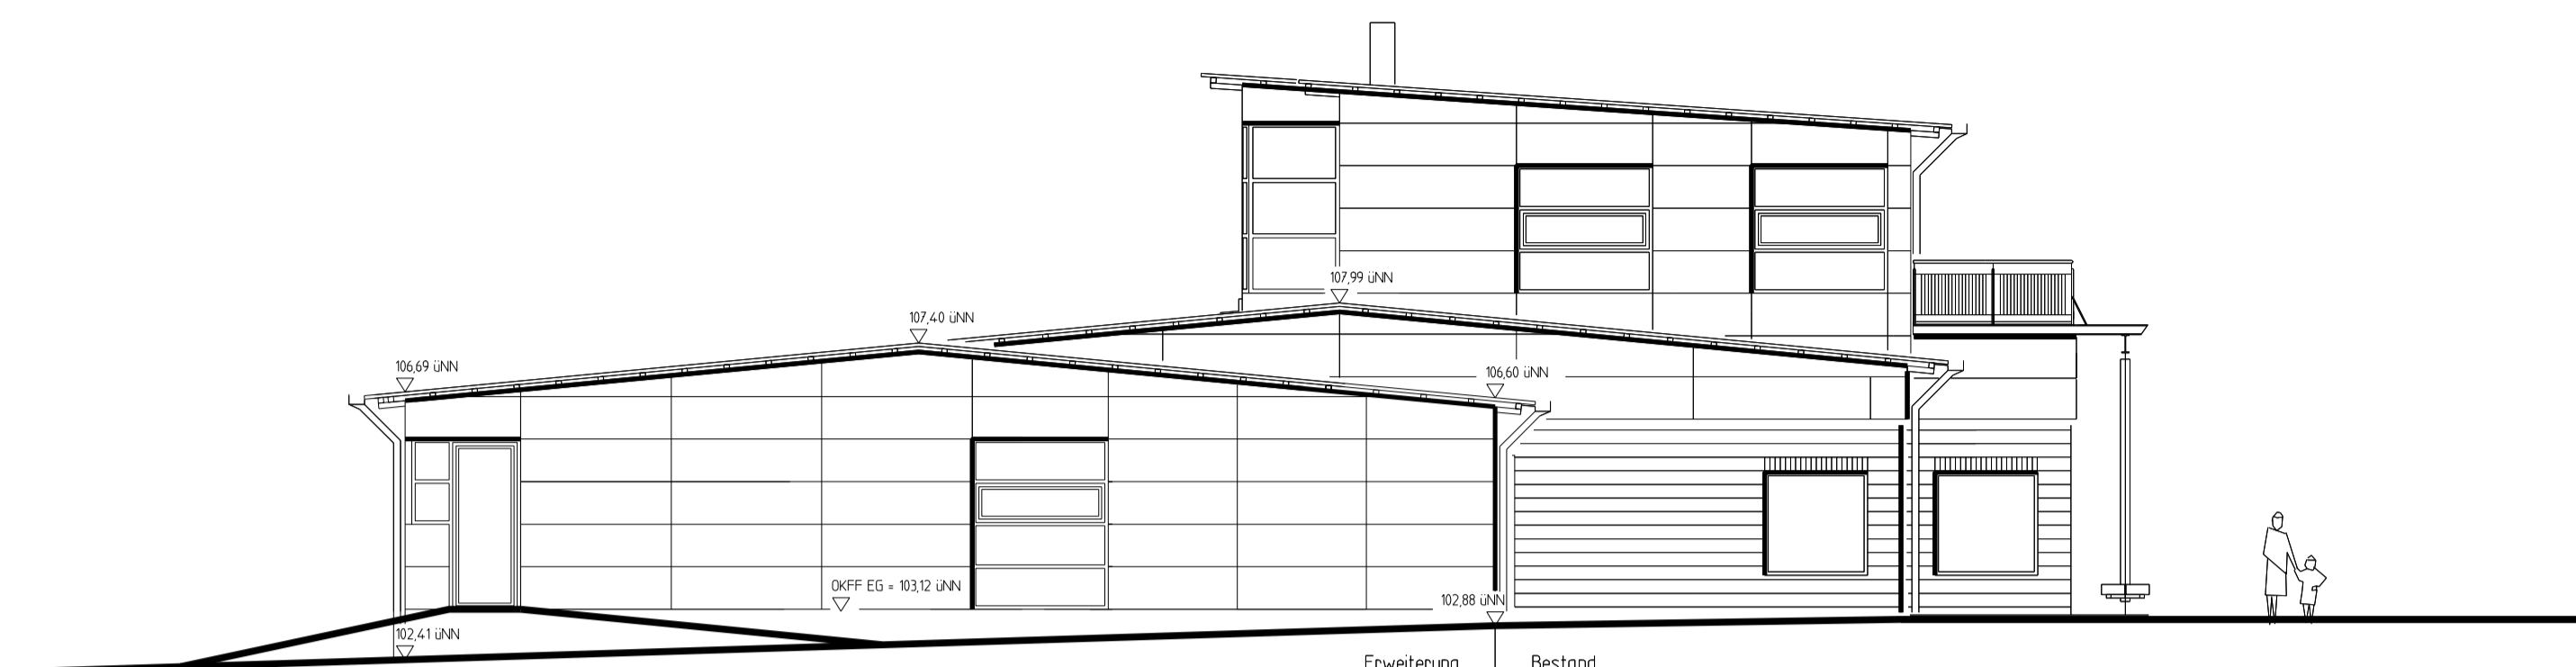 107,99 üNN
107,40 üNN
106,69 üNN
106,60 üNN
OKFF EG = 103,12 üNN
102,88 üNN
102,41 üNN
Erweiterung Bestand